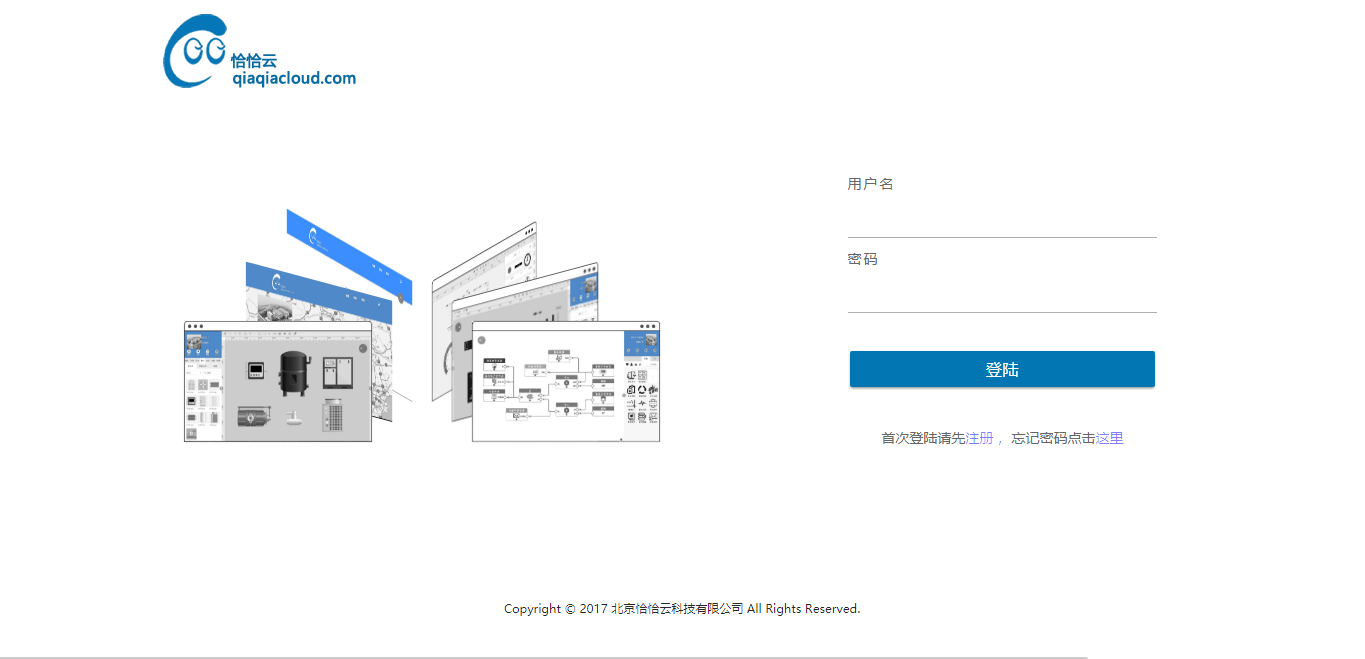 恰恰云
qiaqiacloud.com
用户名
密码
登陆
首次登陆请先注册 ，忘记密码点击这里
Copyright © 2017 北京恰恰云科技有限公司 All Rights Reserved.